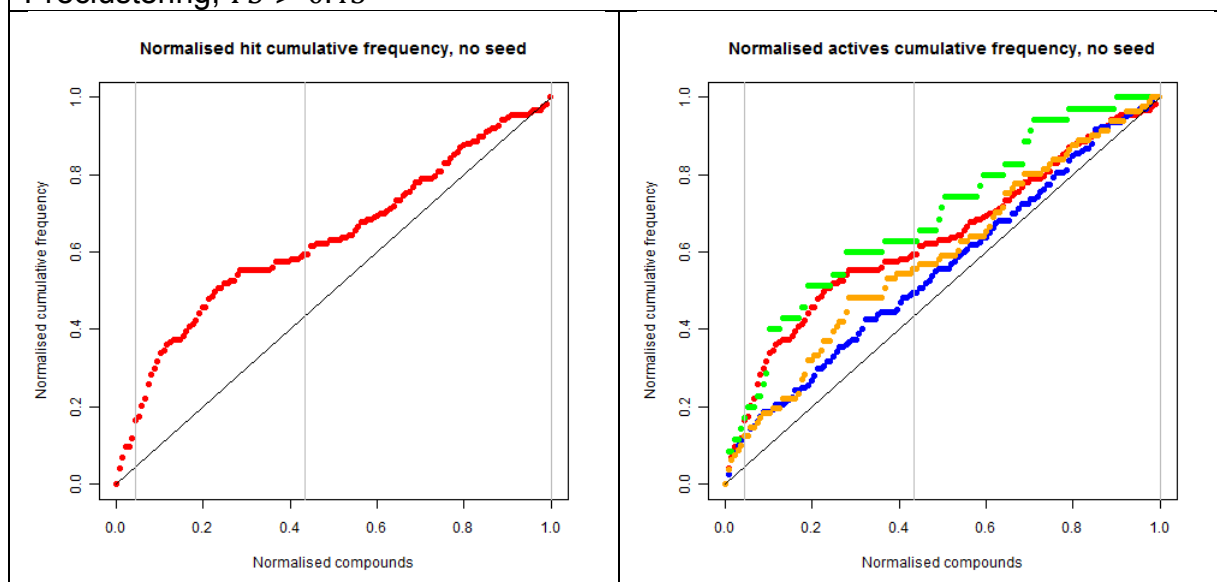 Preclustering,
Normalised hit cumulative frequency, no seed
Normalised cumulative frequency
1.0
0.8
0.6
0.4
0.2
0.0
0.0 0.2 0.4 0.6 0.8 1.0
Normalised compounds
Normalised actives cumulative frequency, no seed
Normalised cumulative frequency
1.0
0.8
0.6
0.4
0.2
0.0
0.0 0.2 0.4 0.6 0.8 1.0
Normalised compounds